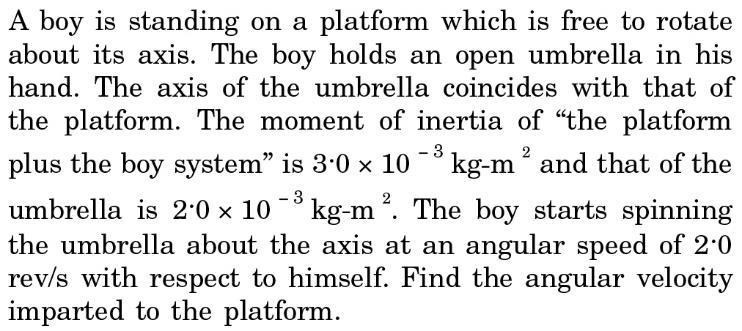 A boy is standing on a platform which is free to rotate
about its axis. The boy holds an open umbrella in his
hand. The axis of the umbrella coincides with that of
the platform. The moment of inertia of “the platform
plus the boy system” is 3·0 × 10 ⁻³ kg-m ² and that of the
umbrella is 2·0 × 10 ⁻³ kg-m ². The boy starts spinning
the umbrella about the axis at an angular speed of 2·0
rev/s with respect to himself. Find the angular velocity
imparted to the platform.